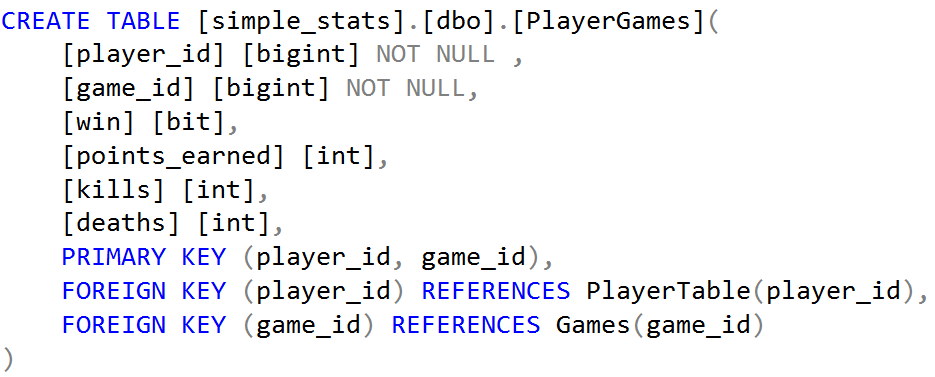 CREATE TABLE [simple_stats].[dbo].[PlayerGames](
    [player_id] [bigint] NOT NULL ,
    [game_id] [bigint] NOT NULL,
    [win] [bit],
    [points_earned] [int],
    [kills] [int],
    [deaths] [int],
    PRIMARY KEY (player_id, game_id),
    FOREIGN KEY (player_id) REFERENCES PlayerTable(player_id),
    FOREIGN KEY (game_id) REFERENCES Games(game_id)
)